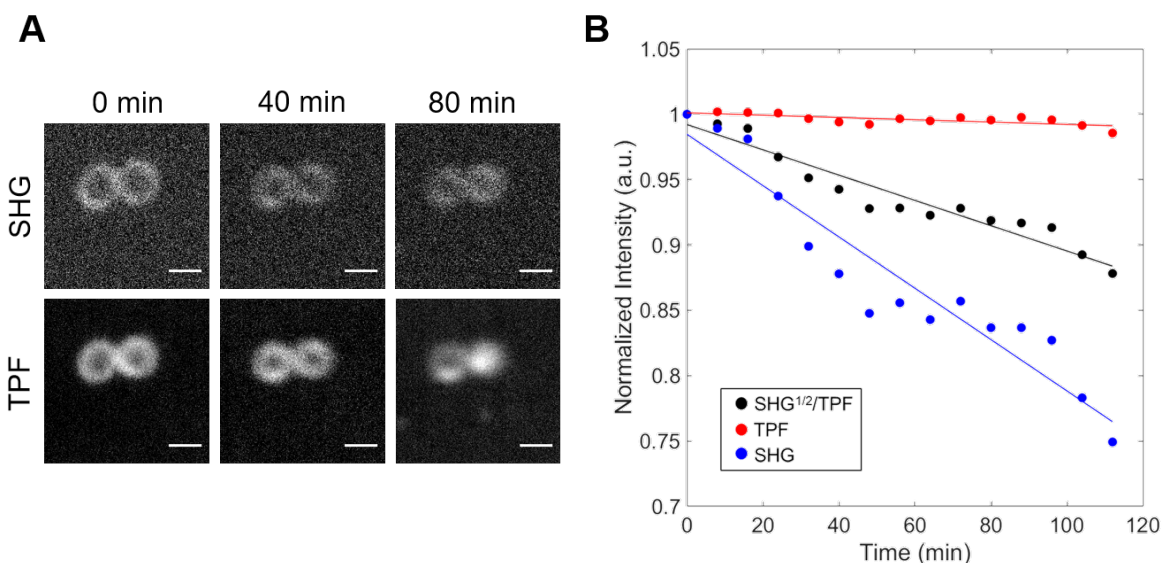 A
0 min 40 min 80 min
SHG
TPF
B
1.05
1
0.95
0.9
0.85
0.8
0.75
0.7
Normalized Intensity (a.u.)
SHG1/2/TPF
TPF
SHG
0 20 40 60 80 100 120
Time (min)